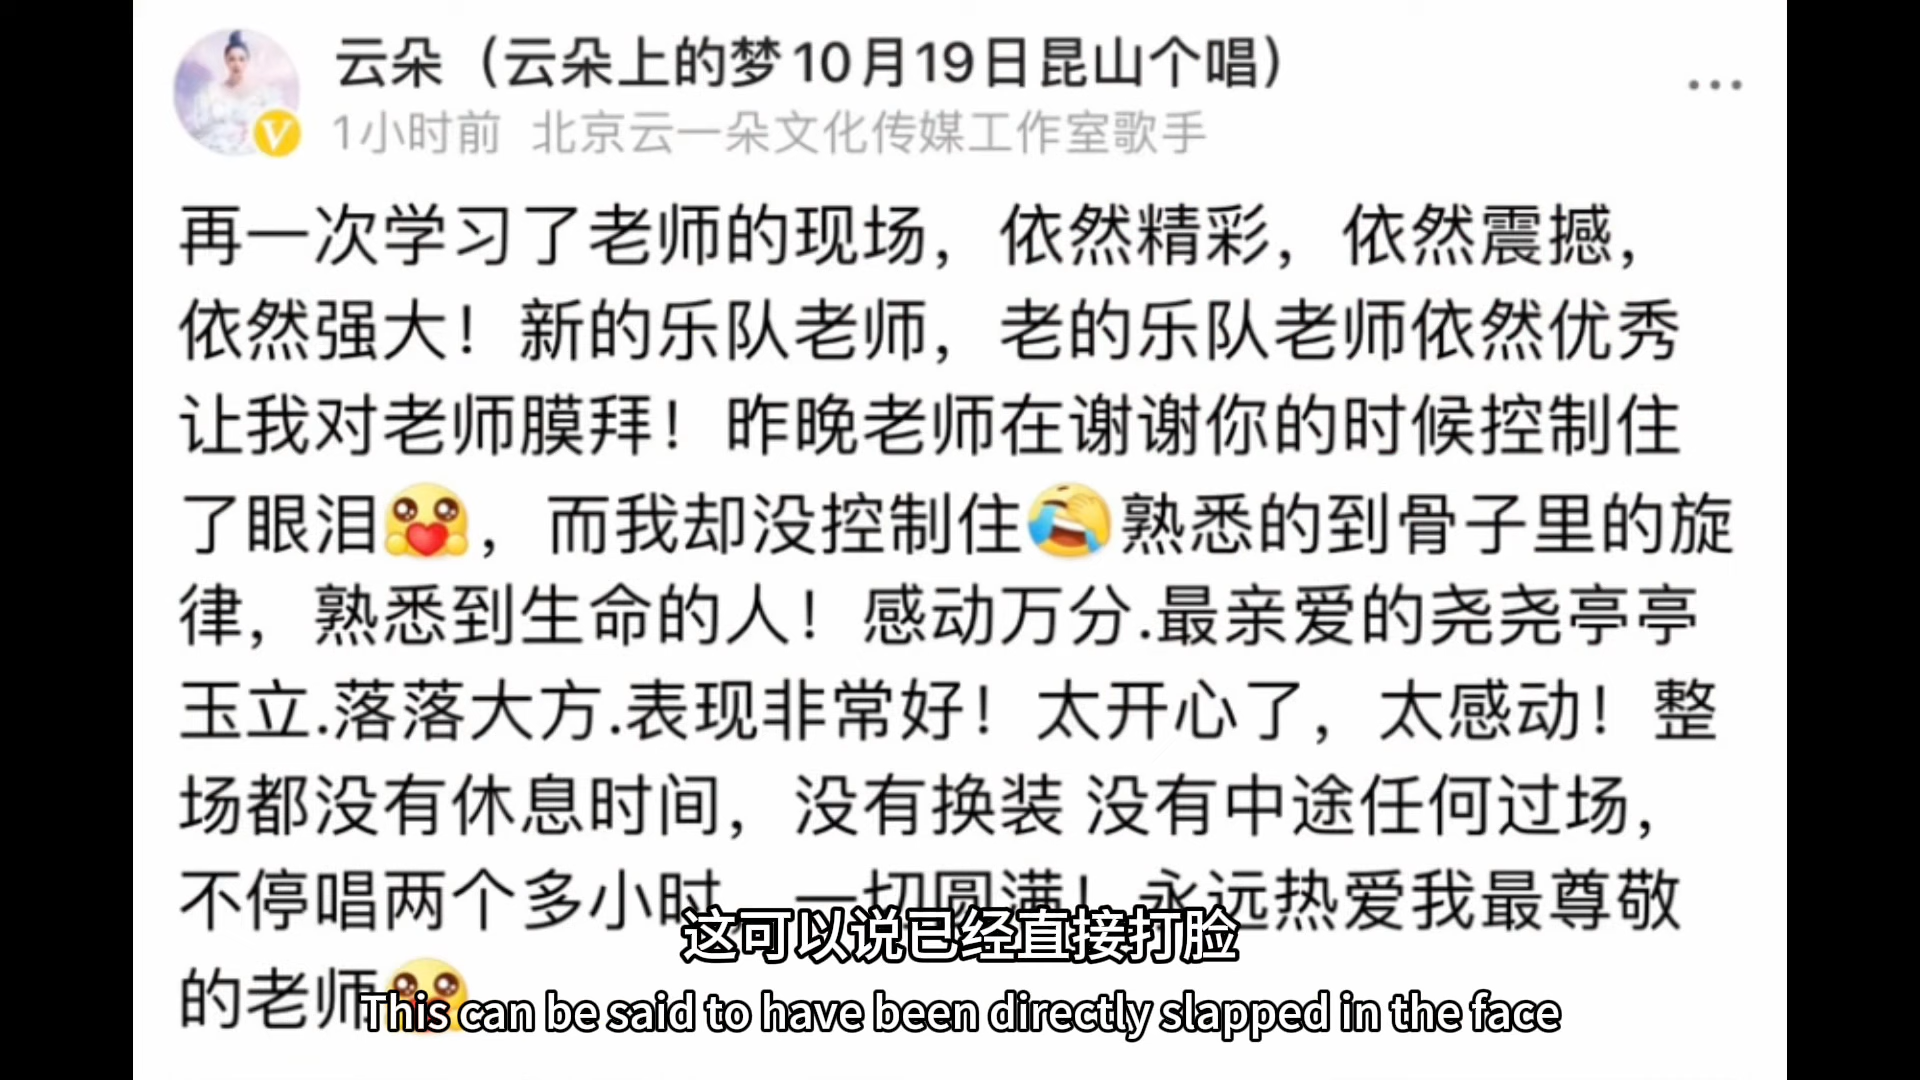 云朵（云朵上的梦10月19日昆山个唱）
1小时前 北京云一朵文化传媒工作室歌手
再一次学习了老师的现场，依然精彩，依然震撼，
依然强大！新的乐队老师，老的乐队老师依然优秀
让我对老师膜拜！昨晚老师在谢谢你的时候控制住
了眼泪🥰，而我却没控制住🤣熟悉的到骨子里的旋
律，熟悉到生命的人！感动万分.最亲爱的尧尧亭亭
玉立.落落大方.表现非常好！太开心了，太感动！整
场都没有休息时间，没有换装 没有中途任何过场，
不停唱两个多小时，一切圆满！永远热爱我最尊敬
的老师
这可以说已经直接打脸
This can be said to have been directly slapped in the face